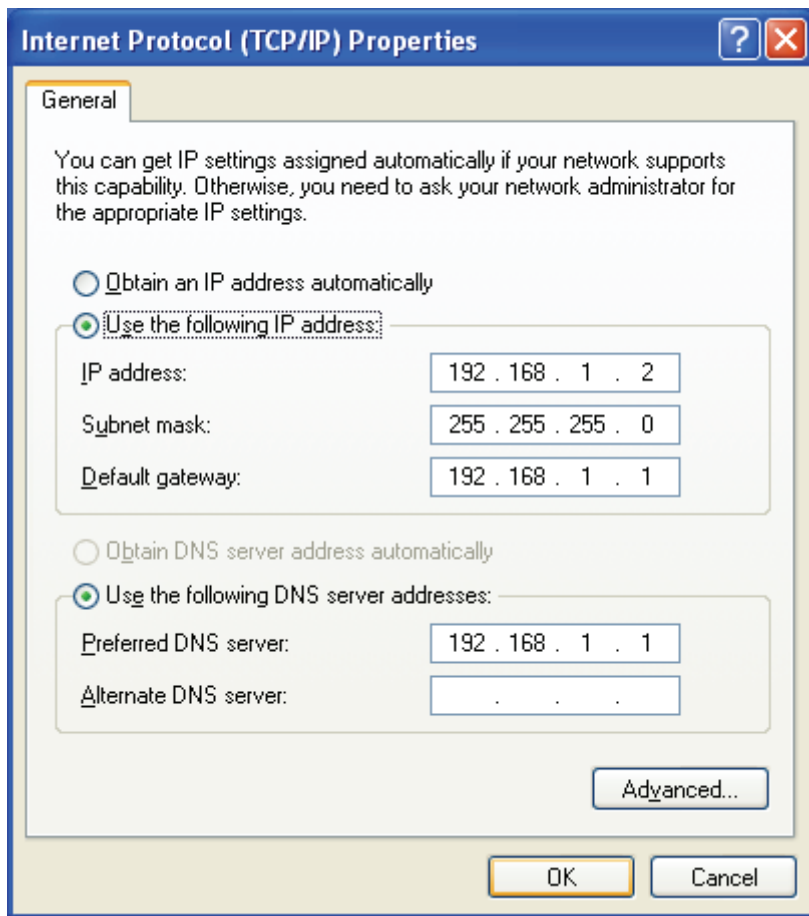 Internet Protocol (TCP/IP) Properties
General
You can get IP settings assigned automatically if your network supports
this capability. Otherwise, you need to ask your network administrator for
the appropriate IP settings.
Obtain an IP address automatically
Use the following IP address:
IP address: 192 . 168 . 1 . 2
Subnet mask: 255 . 255 . 255 . 0
Default gateway: 192 . 168 . 1 . 1
Obtain DNS server address automatically
Use the following DNS server addresses:
Preferred DNS server: 192 . 168 . 1 . 1
Alternate DNS server: . . .
Advanced...
OK Cancel